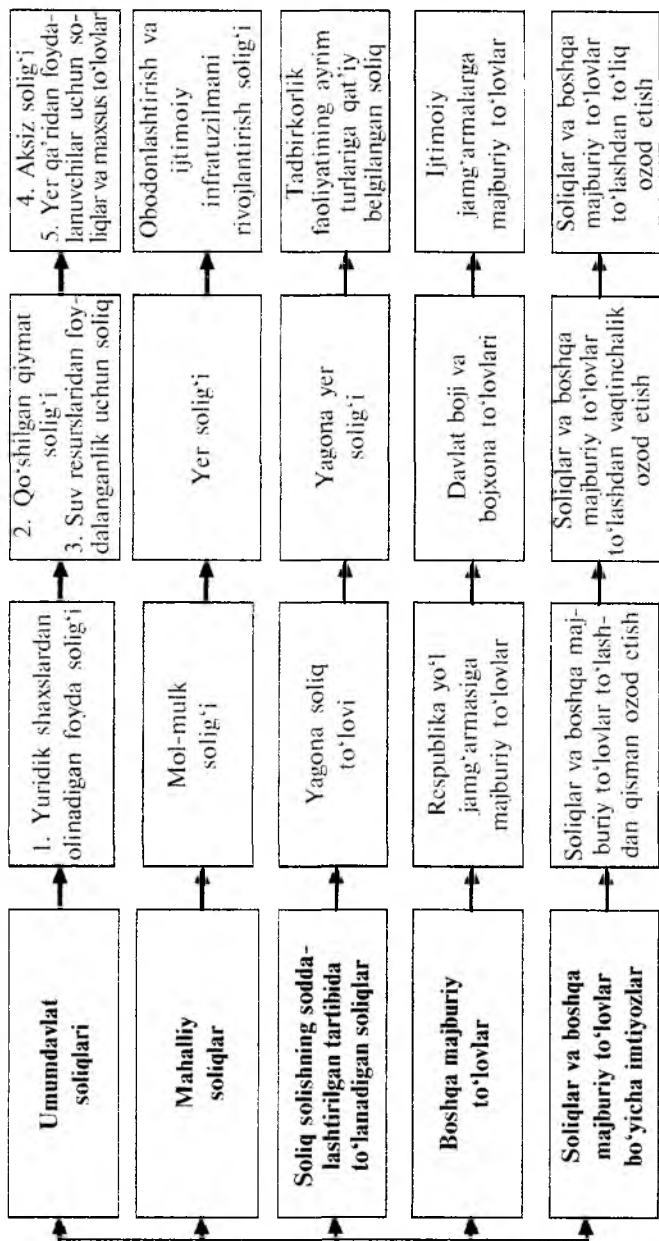 Umumdavlat
soliqlari
1. Yuridik shaxslardan
olinadigan foyda solig‘i
2. Qo‘shilgan qiymat
solig‘i
3. Suv resurslaridan foy-
dalanganlik uchun soliq
4. Aksiz solig‘i
5. Yer qa’ridan foyda-
lanuvchilar uchun so-
liqlar va maxsus to‘lovlar
Mahalliy
soliqlar
Mol-mulk
solig‘i
Yer solig‘i
Obodonlashtirish va
ijtimoiy
infratuzilmani
rivojlantirish solig‘i
Soliq solishning sodda-
lashtirilgan tartibida
to‘lanadigan soliqlar
Yagona soliq
to‘lovi
Yagona yer
solig‘i
Tadbirkorlik
faoliyatining ayrim
turlariga qat’iy
belgilangan soliq
Boshqa majburiy
to‘lovlar
Respublika yo‘l
jamg‘armasiga
majburiy to‘lovlar
Davlat boji va
bojxona to‘lovlari
Ijtimoiy
jamg‘armalarga
majburiy to‘lovlar
Soliqlar va boshqa
majburiy to‘lovlar
bo‘yicha imtiyozlar
Soliqlar va boshqa maj-
buriy to‘lovlar to‘lash-
dan qisman ozod etish
Soliqlar va boshqa
majburiy to‘lovlar
to‘lashdan vaqtinchalik
ozod etish
Soliqlar va boshqa
majburiy to‘lovlar
to‘lashdan to‘liq
ozod etish